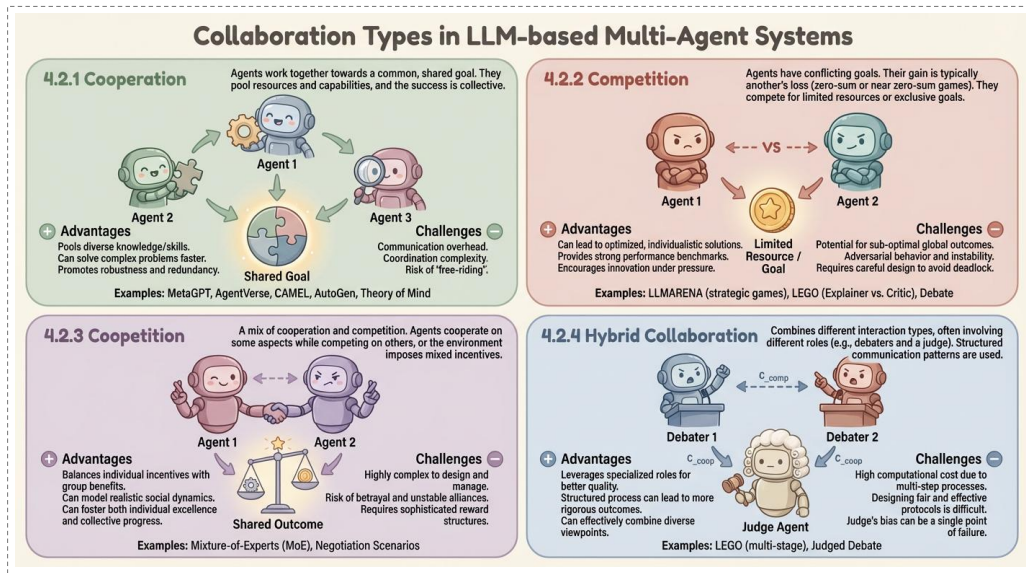 Collaboration Types in LLM-based Multi-Agent Systems
4.2.1 Cooperation
Agents work together towards a common, shared goal. They
pool resources and capabilities, and the success is collective.
Agent 1
Agent 2
Agent 3
Shared Goal
Advantages
Pools diverse knowledge/skills.
Can solve complex problems faster.
Promotes robustness and redundancy.
Challenges
Communication overhead.
Coordination complexity.
Risk of "free-riding".
Examples: MetaGPT, AgentVerse, CAMEL, AutoGen, Theory of Mind
4.2.2 Competition
Agents have conflicting goals. Their gain is typically
another's loss (zero-sum or near zero-sum games). They
compete for limited resources or exclusive goals.
VS
Agent 1
Agent 2
Limited
Resource /
Goal
Advantages
Can lead to optimized, individualistic solutions.
Provides strong performance benchmarks.
Encourages innovation under pressure.
Challenges
Potential for sub-optimal global outcomes.
Adversarial behavior and instability.
Requires careful design to avoid deadlock.
Examples: LLMARENA (strategic games), LEGO (Explainer vs. Critic), Debate
4.2.3 Coopetition
A mix of cooperation and competition. Agents cooperate on
some aspects while competing on others, or the environment
imposes mixed incentives.
Agent 1
Agent 2
Shared Outcome
Advantages
Balances individual incentives with
group benefits.
Can model realistic social dynamics.
Can foster both individual excellence
and collective progress.
Challenges
Highly complex to design and
manage.
Risk of betrayal and unstable alliances.
Requires sophisticated reward
structures.
Examples: Mixture-of-Experts (MoE), Negotiation Scenarios
4.2.4 Hybrid Collaboration
Combines different interaction types, often involving
different roles (e.g., debaters and a judge). Structured
communication patterns are used.
C_comp
Debater 1
Debater 2
C_coop
C_coop
Judge Agent
Advantages
Leverages specialized roles for
better quality.
Structured process can lead to more
rigorous outcomes.
Can effectively combine diverse
viewpoints.
Challenges
High computational cost due to
multi-step processes.
Designing fair and effective
protocols is difficult.
Judge's bias can be a single point
of failure.
Examples: LEGO (multi-stage), Judged Debate